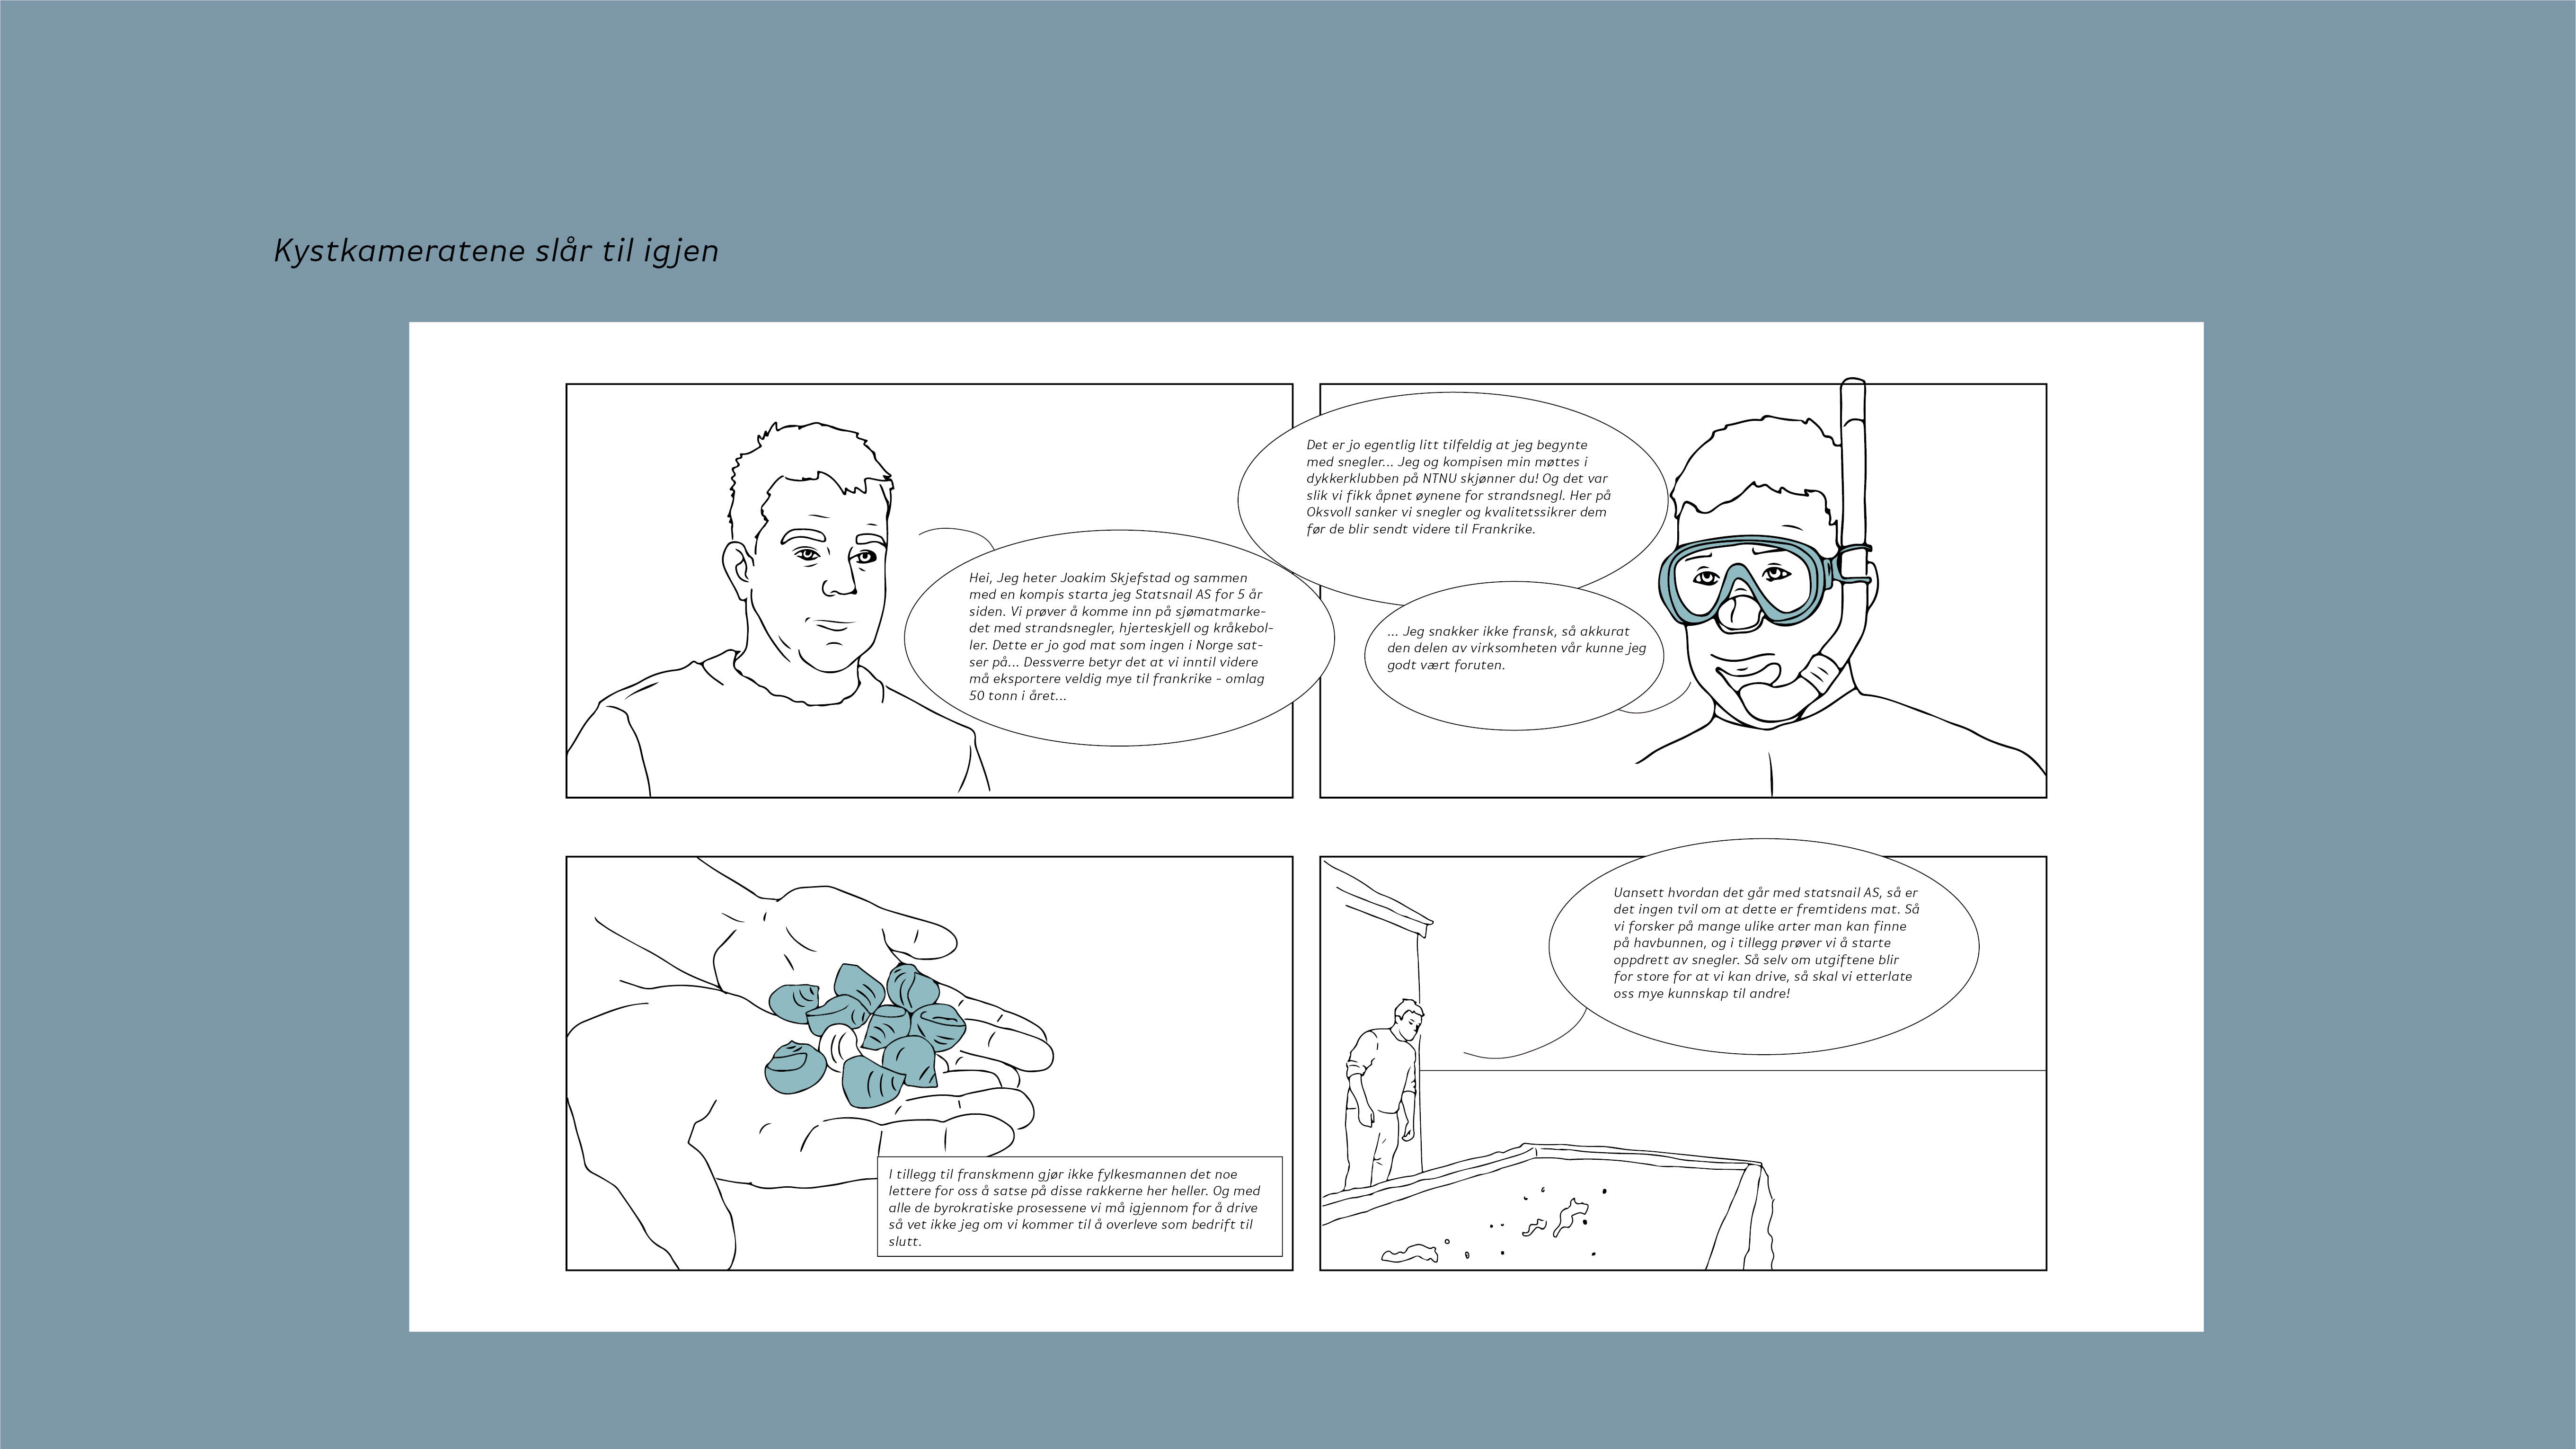 Kystkameratene slår til igjen
Hei, Jeg heter Joakim Skjefstad og sammen
med en kompis starta jeg Statsnail AS for 5 år
siden. Vi prøver å komme inn på sjømatmarke-
det med strandsnegler, hjerteskjell og kråkebol-
ler. Dette er jo god mat som ingen i Norge sat-
ser på... Dessverre betyr det at vi inntil videre
må eksportere veldig mye til frankrike - omlag
50 tonn i året...
Det er jo egentlig litt tilfeldig at jeg begynte
med snegler... Jeg og kompisen min møttes i
dykkerklubben på NTNU skjønner du! Og det var
slik vi fikk åpnet øynene for strandsnegl. Her på
Oksvoll sanker vi snegler og kvalitetssikrer dem
før de blir sendt videre til Frankrike.
... Jeg snakker ikke fransk, så akkurat
den delen av virksomheten vår kunne jeg
godt vært foruten.
I tillegg til franskmenn gjør ikke fylkesmannen det noe
lettere for oss å satse på disse rakkerne her heller. Og med
alle de byrokratiske prosessene vi må igjennom for å drive
så vet ikke jeg om vi kommer til å overleve som bedrift til
slutt.
Uansett hvordan det går med statsnail AS, så er
det ingen tvil om at dette er fremtidens mat. Så
vi forsker på mange ulike arter man kan finne
på havbunnen, og i tillegg prøver vi å starte
oppdrett av snegler. Så selv om utgiftene blir
for store for at vi kan drive, så skal vi etterlate
oss mye kunnskap til andre!